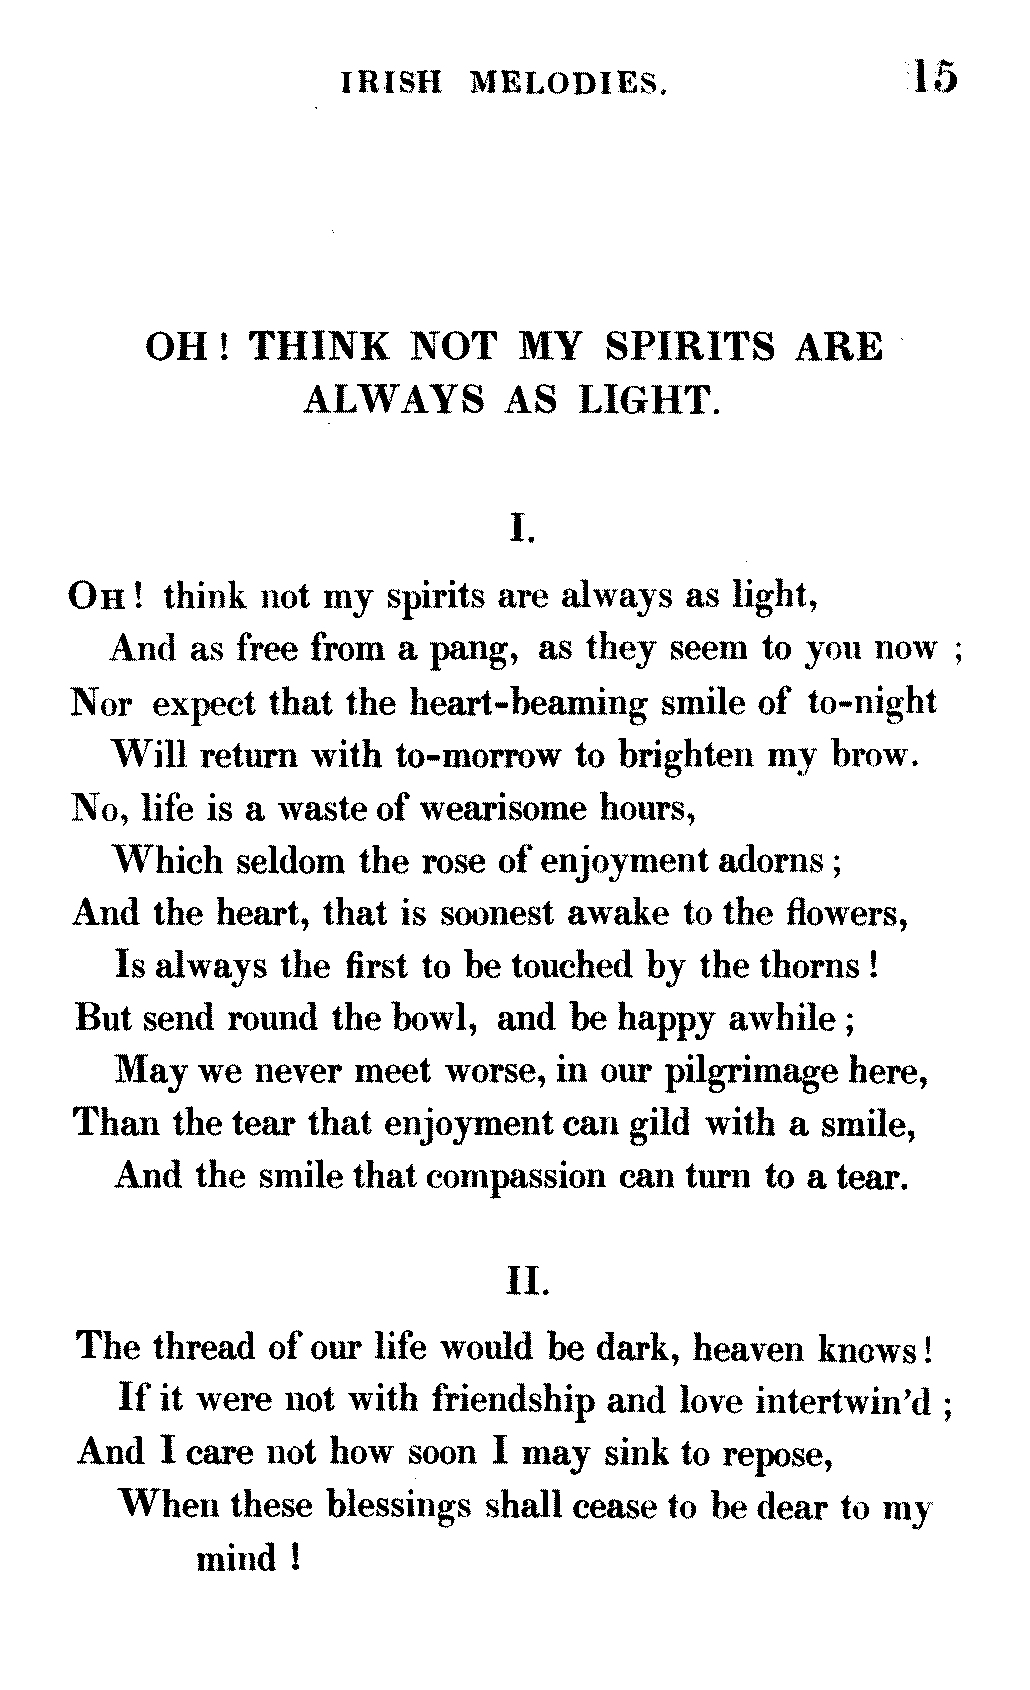 IRISH MELODIES. 15
OH! THINK NOT MY SPIRITS ARE
ALWAYS AS LIGHT.
I.
OH! think not my spirits are always as light,
And as free from a pang, as they seem to you now ;
Nor expect that the heart-beaming smile of to-night
Will return with to-morrow to brighten my brow.
No, life is a waste of wearisome hours,
Which seldom the rose of enjoyment adorns ;
And the heart, that is soonest awake to the flowers,
Is always the first to be touched by the thorns !
But send round the bowl, and be happy awhile ;
May we never meet worse, in our pilgrimage here,
Than the tear that enjoyment can gild with a smile,
And the smile that compassion can turn to a tear.
II.
The thread of our life would be dark, heaven knows!
If it were not with friendship and love intertwin'd ;
And I care not how soon I may sink to repose,
When these blessings shall cease to be dear to my
mind !